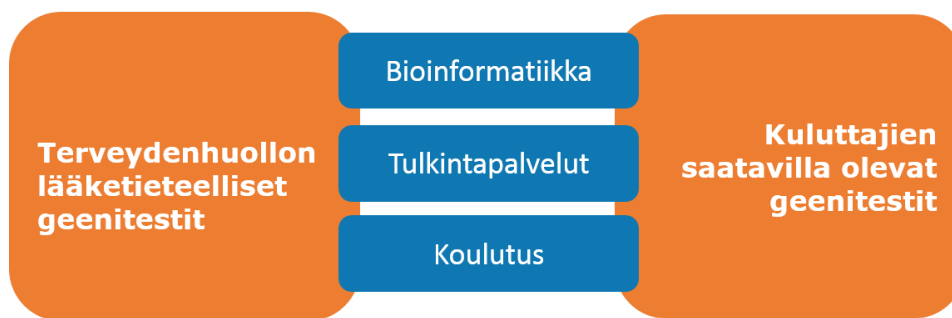 Terveydenhuollon
lääketieteelliset
geenitestit
Bioinformatiikka
Tulkintapalvelut
Koulutus
Kuluttajien
saatavilla olevat
geenitestit